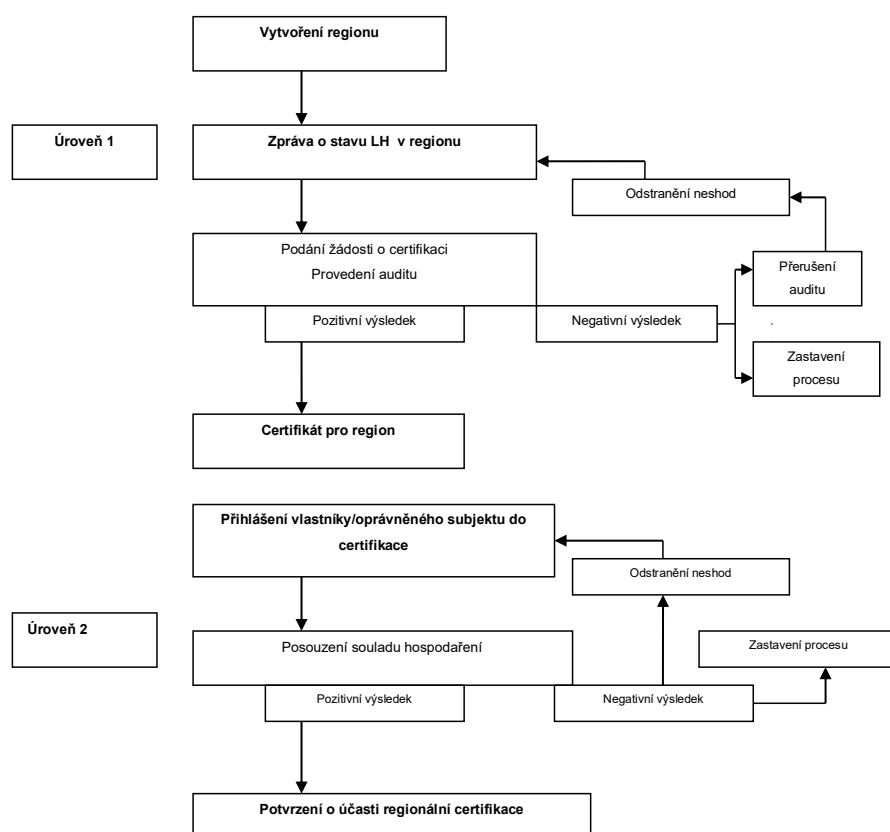 Vytvoření regionu
Úroveň 1
Zpráva o stavu LH v regionu
Odstranění neshod
Podání žádosti o certifikaci
Provedení auditu
Přerušení
auditu
Pozitivní výsledek
Negativní výsledek
Zastavení
procesu
Certifikát pro region
Přihlášení vlastníky/oprávněného subjektu do
certifikace
Odstranění neshod
Úroveň 2
Posouzení souladu hospodaření
Zastavení procesu
Pozitivní výsledek
Negativní výsledek
Potvrzení o účasti regionální certifikace